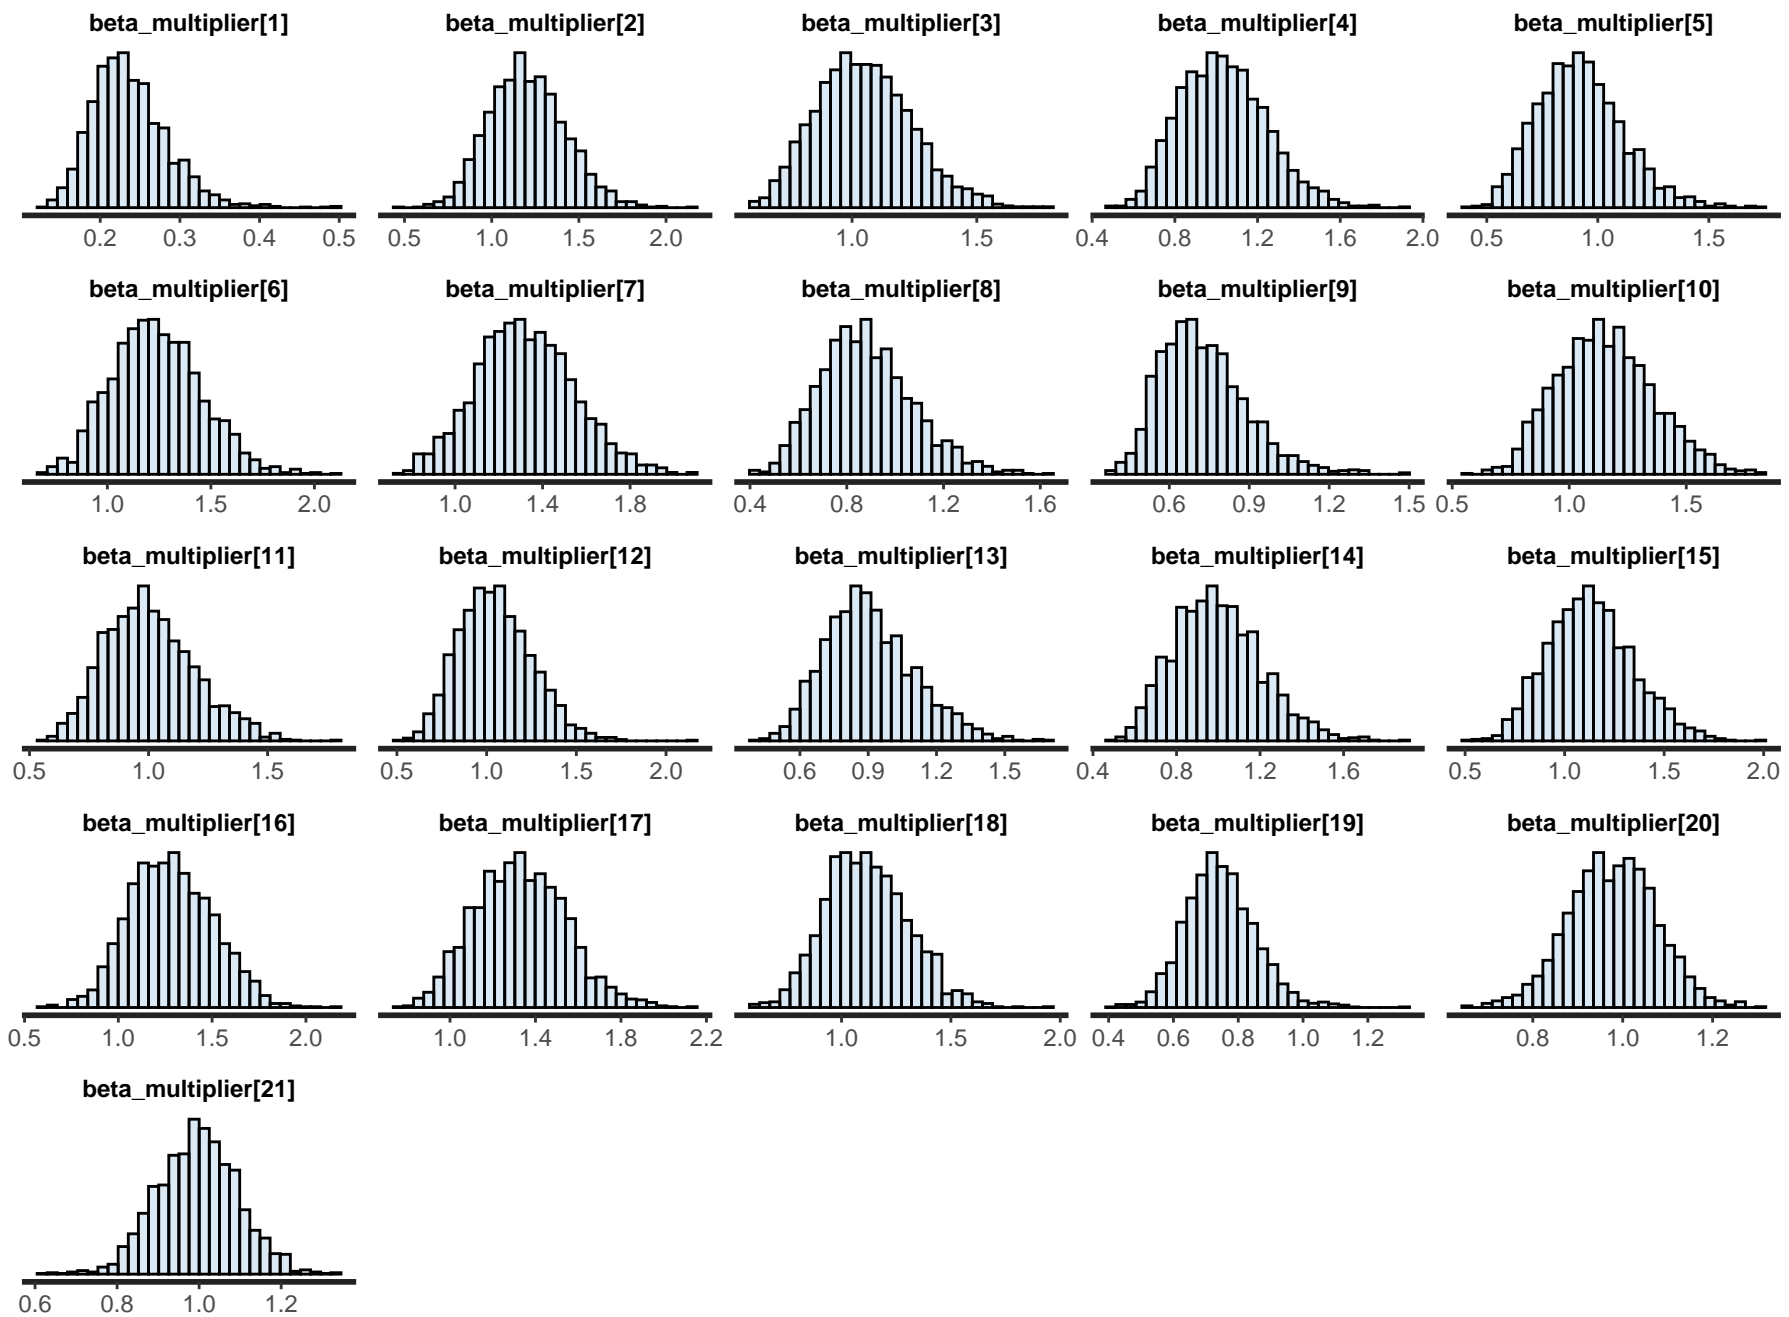 beta_multiplier[1] beta_multiplier[2] beta_multiplier[3] beta_multiplier[4] beta_multiplier[5]
0.2 0.3 0.4 0.5 0.5 1.0 1.5 2.0 1.0 1.5 0.4 0.8 1.2 1.6 2.0 0.5 1.0 1.5
beta_multiplier[6] beta_multiplier[7] beta_multiplier[8] beta_multiplier[9] beta_multiplier[10]
1.0 1.5 2.0 1.0 1.4 1.8 0.4 0.8 1.2 1.6 0.6 0.9 1.2 1.5 0.5 1.0 1.5
beta_multiplier[11] beta_multiplier[12] beta_multiplier[13] beta_multiplier[14] beta_multiplier[15]
0.5 1.0 1.5 0.5 1.0 1.5 2.0 0.6 0.9 1.2 1.5 0.4 0.8 1.2 1.6 0.5 1.0 1.5 2.0
beta_multiplier[16] beta_multiplier[17] beta_multiplier[18] beta_multiplier[19] beta_multiplier[20]
0.5 1.0 1.5 2.0 1.0 1.4 1.8 2.2 1.0 1.5 2.0 0.4 0.6 0.8 1.0 1.2 0.8 1.0 1.2
beta_multiplier[21]
0.6 0.8 1.0 1.2